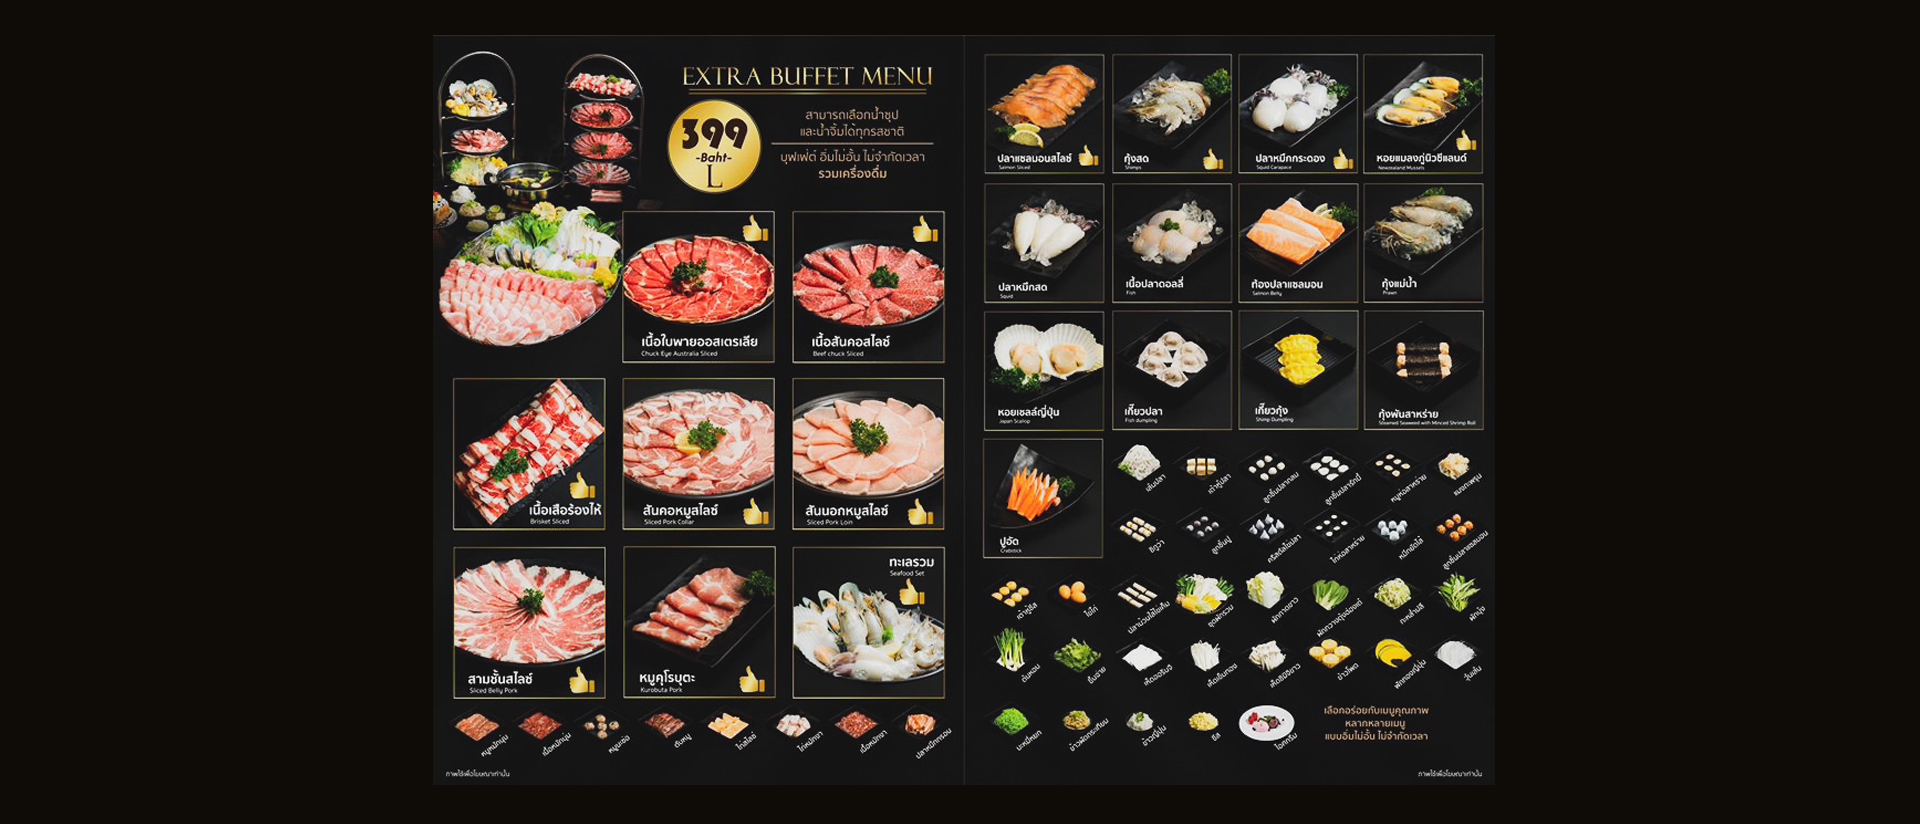 EXTRA BUFFET MENU
399
-Baht-
L
สามารถเลือกน้ำซุป
และน้ำจิ้มได้ทุกรสชาติ
บุฟเฟ่ต์ อิ่มไม่อั้น ไม่จำกัดเวลา
รวมเครื่องดื่ม
เนื้อใบพายออสเตรเลีย
Chuck Eye Australia Sliced
เนื้อสันคอสไลซ์
Beef chuck Sliced
เนื้อเสือร้องไห้
Brisket Sliced
สันคอหมูสไลซ์
Sliced Pork Collar
สันนอกหมูสไลซ์
Sliced Pork Loin
สามชั้นสไลซ์
Sliced Belly Pork
หมูคุโรบุตะ
Kurobuta Pork
ทะเลรวม
Seafood Set
หมูหมักนุ่ม
เนื้อหมักนุ่ม
หมูเด้ง
ตับหมู
ไก่สไลซ์
ไก่หมักงา
เนื้อหมักงา
ปลาหมึกกรอบ
ภาพใช้เพื่อโฆษณาเท่านั้น
ปลาแซลมอนสไลซ์
Salmon Sliced
กุ้งสด
Shrimps
ปลาหมึกกระดอง
Squid Carapace
หอยแมลงภู่นิวซีแลนด์
Newzealand Mussels
ปลาหมึกสด
Squid
เนื้อปลาดอลลี่
Fish
ท้องปลาแซลมอน
Salmon Belly
กุ้งแม่น้ำ
Prawn
หอยเชลล์ญี่ปุ่น
Japan Scallop
เกี๊ยวปลา
Fish dumpling
เกี๊ยวกุ้ง
Shrimp Dumpling
กุ้งพันสาหร่าย
Steamed Seaweed with Minced Shrimp Roll
ปูอัด
Crabstick
เส้นปลา
เต้าหู้ปลา
ลูกชิ้นปลากลม
ลูกชิ้นปลารักบี้
หมูห่อสาหร่าย
แมงกะพรุน
ชิกูว่า
ลูกชิ้นปู
คริสตัลไข่ปลา
ไก่ห่อสาหร่าย
หมึกยัดไส้
ลูกชิ้นปลาแซลมอน
เต้าหู้ชีส
ไข่ไก่
ปลาม้วนไส้ไข่เค็ม
ชุดผักรวม
ผักกาดขาว
ผักกวางตุ้งฮ่องเต้
กะหล่ำปลี
ผักบุ้ง
ต้นหอม
ขึ้นฉ่าย
เห็ดออรินจิ
เห็ดเข็มทอง
เห็ดชิเมจิขาว
ข้าวโพด
ฟักทองญี่ปุ่น
วุ้นเส้น
บะหมี่หยก
ข้าวผัดกระเทียม
ข้าวญี่ปุ่น
ชีส
ไอศกรีม
เลือกอร่อยกับเมนูคุณภาพ
หลากหลายเมนู
แบบอิ่มไม่อั้น ไม่จำกัดเวลา
ภาพใช้เพื่อโฆษณาเท่านั้น